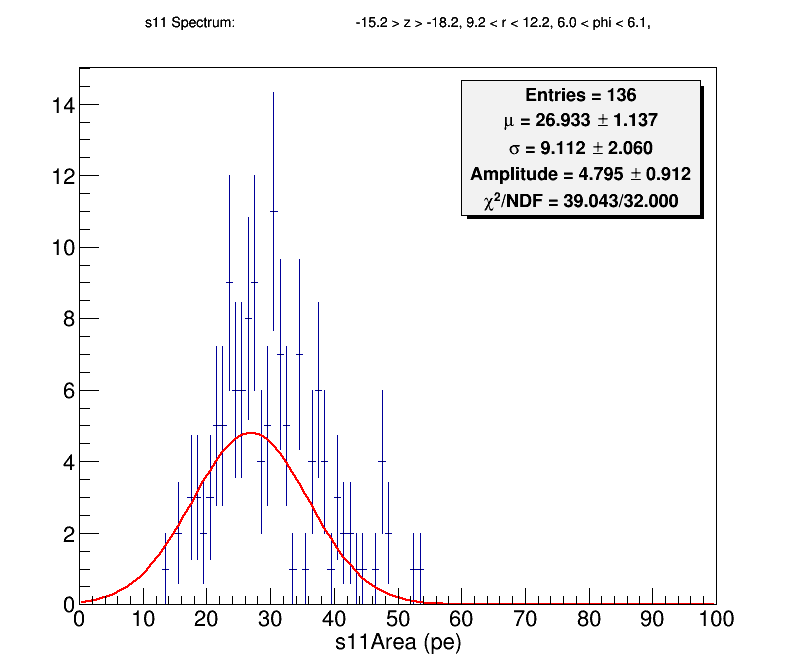 s11 Spectrum: -15.2 > z > -18.2, 9.2 < r < 12.2, 6.0 < phi < 6.1,
Entries = 136
μ = 26.933 ± 1.137
σ = 9.112 ± 2.060
Amplitude = 4.795 ± 0.912
χ²/NDF = 39.043/32.000
14
12
10
8
6
4
2
0
0 10 20 30 40 50 60 70 80 90 100
s11Area (pe)